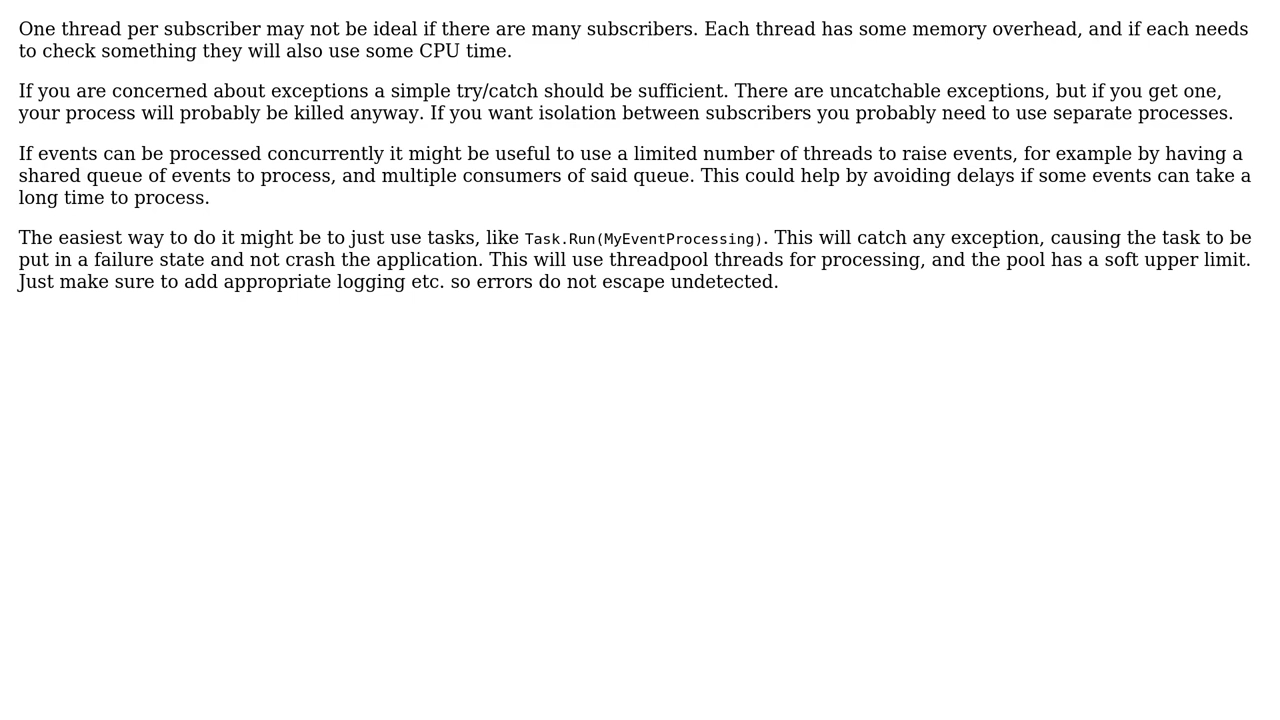 One thread per subscriber may not be ideal if there are many subscribers. Each thread has some memory overhead, and if each needs
to check something they will also use some CPU time.
If you are concerned about exceptions a simple try/catch should be sufficient. There are uncatchable exceptions, but if you get one,
your process will probably be killed anyway. If you want isolation between subscribers you probably need to use separate processes.
If events can be processed concurrently it might be useful to use a limited number of threads to raise events, for example by having a
shared queue of events to process, and multiple consumers of said queue. This could help by avoiding delays if some events can take a
long time to process.
The easiest way to do it might be to just use tasks, like Task.Run(MyEventProcessing). This will catch any exception, causing the task to be
put in a failure state and not crash the application. This will use threadpool threads for processing, and the pool has a soft upper limit.
Just make sure to add appropriate logging etc. so errors do not escape undetected.